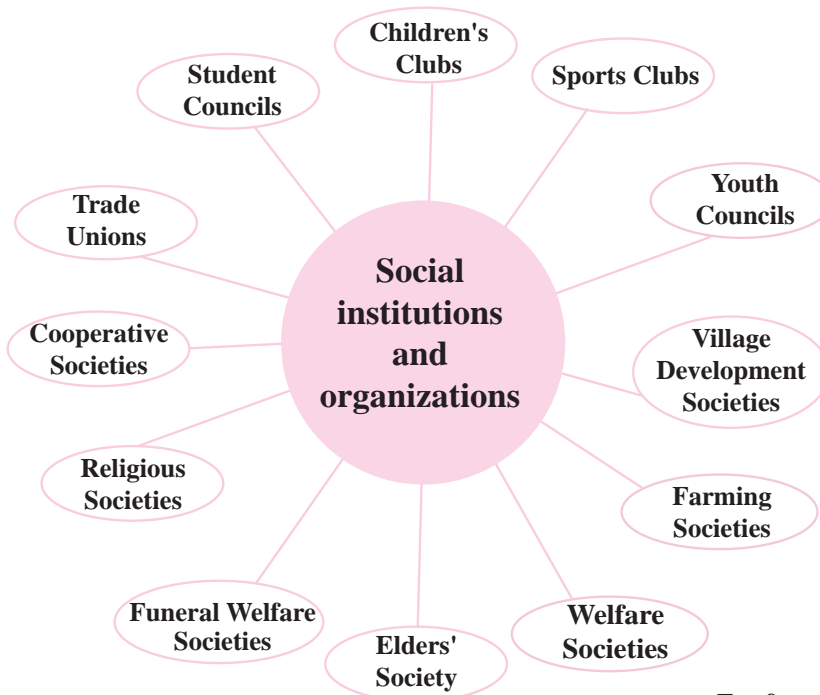 Children's
Clubs
Sports Clubs
Youth
Councils
Village
Development
Societies
Farming
Societies
Welfare
Societies
Elders'
Society
Funeral Welfare
Societies
Religious
Societies
Cooperative
Societies
Trade
Unions
Student
Councils
Social
institutions
and
organizations